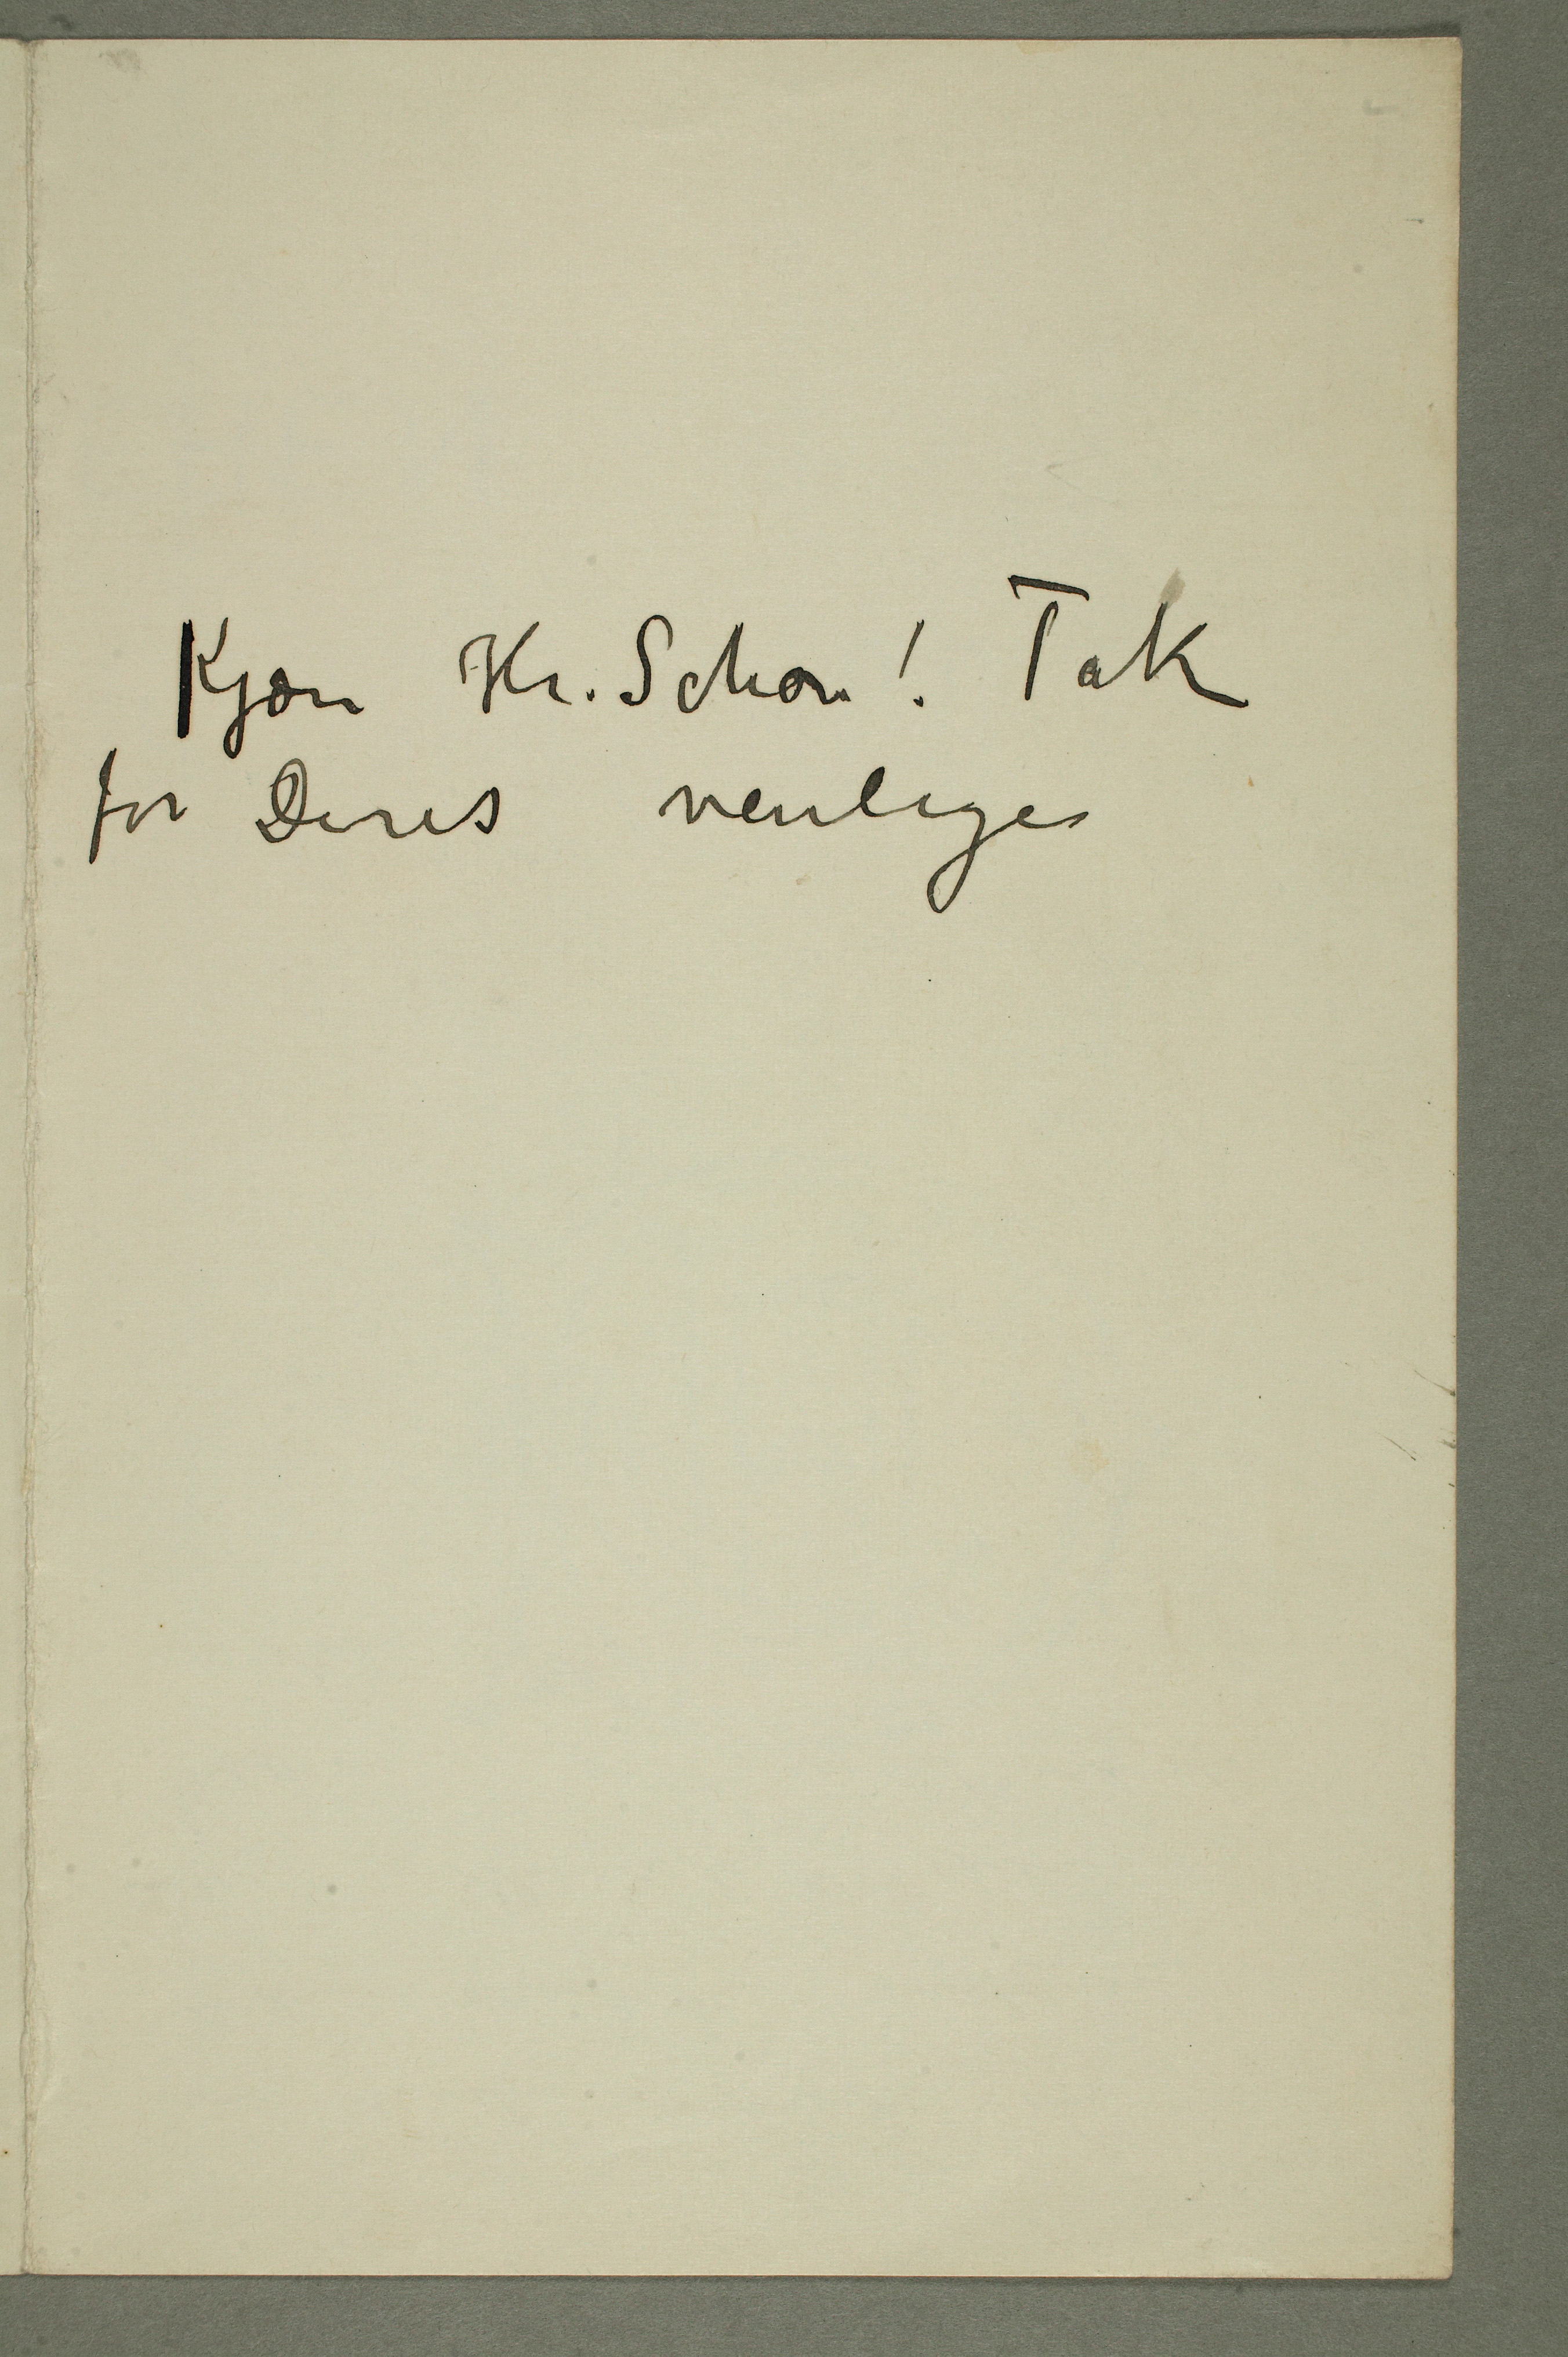 Kjære Hr. Schou! Tak
for Deres venlige